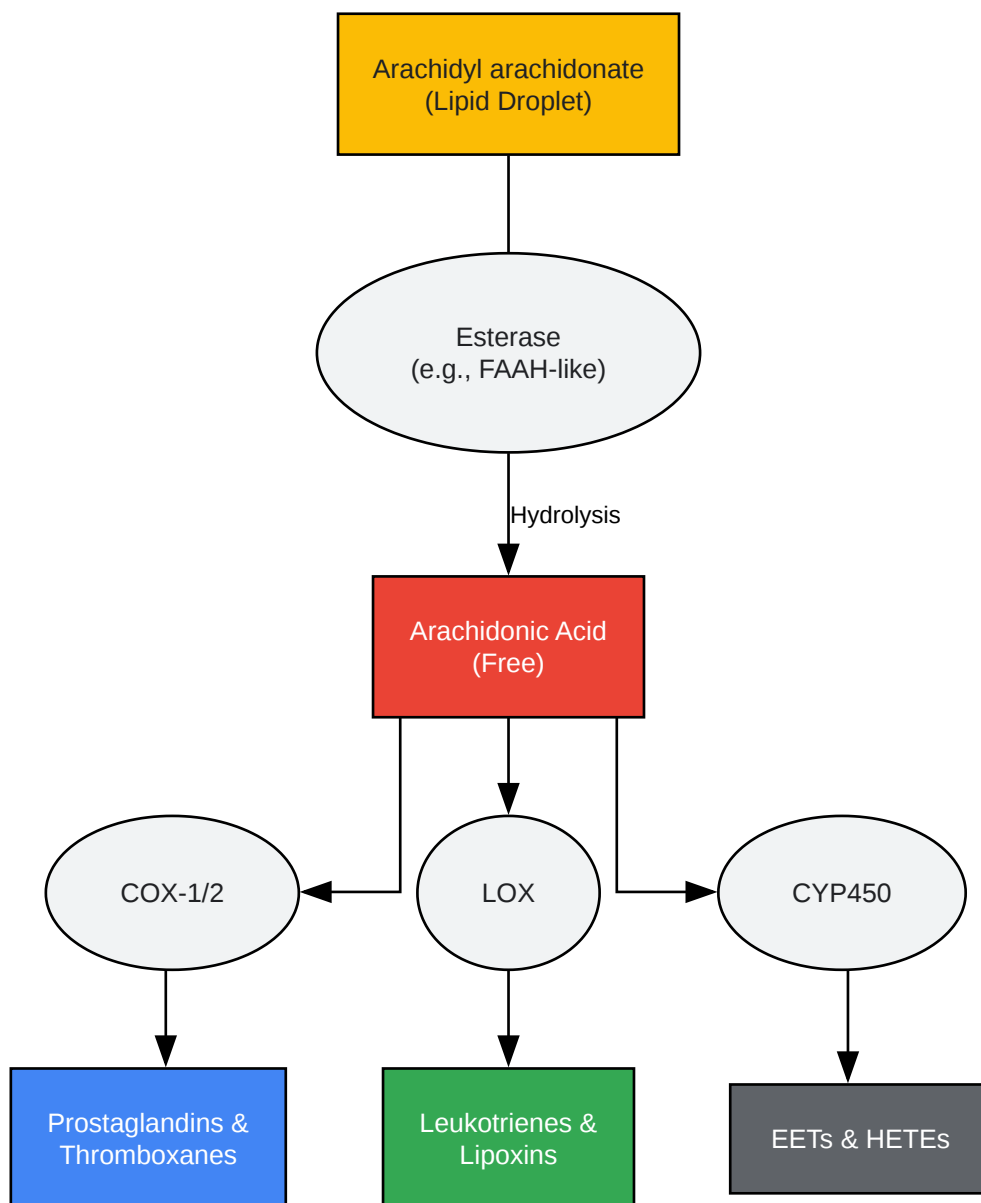 Arachidyl arachidonate
(Lipid Droplet)
Esterase
(e.g., FAAH-like)
Hydrolysis
Arachidonic Acid
(Free)
COX-1/2
LOX
CYP450
Prostaglandins &
Thromboxanes
Leukotrienes &
Lipoxins
EETs & HETEs